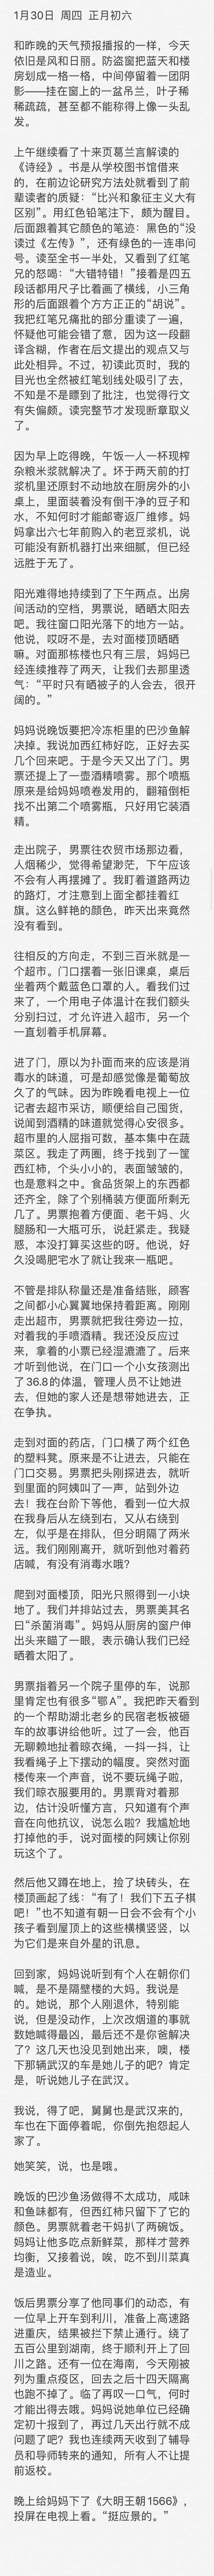 1月30日 周四 正月初六
和昨晚的天气预报播报的一样，今天
依旧是风和日丽。防盗窗把蓝天和楼
房划成一格一格，中间停留着一团阴
影——挂在窗上的一盆吊兰，叶子稀
稀疏疏，甚至都不能称得上像一头乱
发。
上午继续看了十来页葛兰言解读的
《诗经》。书是从学校图书馆借来
的，在前边论研究方法处就看到了前
辈读者的质疑：“比兴和象征主义大有
区别”。用红色铅笔注下，颇为醒目。
后面跟着其它颜色的笔迹：黑色的“没
读过《左传》”，还有绿色的一连串问
号。读至全书一半处，又看到了红笔
兄的怒喝：“大错特错！”接着是四五
段话都用尺子比着画了横线，小三角
形的后面跟着个方方正正的“胡说”。
我把红笔兄痛批的部分重读了一遍，
怀疑他可能会错了意，因为这一段翻
译含糊，作者在后文提出的观点又与
此处相异。不过，初读此页时，我的
目光也全然被红笔划线处吸引了去，
不知是不是瞟到了批注，也觉得行文
有失偏颇。读完整节才发现断章取义
了。
因为早上吃得晚，午饭一人一杯现榨
杂粮米浆就解决了。坏于两天前的打
浆机里还原封不动地放在厨房外的小
桌上，里面装着没有倒干净的豆子和
水，不知何时才能邮寄返厂维修。妈
妈拿出六七年前购入的老豆浆机，说
可能没有新机器打出来细腻，但已经
远胜于无了。
阳光难得地持续到了下午两点。出房
间活动的空档，男票说，晒晒太阳去
吧。我往窗口阳光落下的地方一站。
他说，哎呀不是，去对面楼顶晒晒
嘛。对面那栋楼也只有三层，妈妈已
经连续推荐了两天，让我们去那里透
气：“平时只有晒被子的人会去，很开
阔的。”
妈妈说晚饭要把冷冻柜里的巴沙鱼解
决掉。我说加西红柿好吃，正好去买
几个回来吧。于是今天又出了门。男
票还提上了一壶酒精喷雾。那个喷瓶
原来是给妈妈喷卷发用的，翻箱倒柜
找不出第二个喷雾瓶，只好用它装酒
精。
走出院子，男票往农贸市场那边看，
人烟稀少，觉得希望渺茫，下午应该
不会有人再摆摊了。我盯着道路两边
的路灯，才注意到上面全都挂着红
旗。这么鲜艳的颜色，昨天出来竟然
没有看到。
往相反的方向走，不到三百米就是一
个超市。门口摆着一张旧课桌，桌后
坐着两个戴蓝色口罩的人。看我们过
来了，一个用电子体温计在我们额头
分别扫过，才允许进入超市，另一个
一直划着手机屏幕。
进了门，原以为扑面而来的应该是消
毒水的味道，可是却感觉像是葡萄放
久了的气味。因为昨晚看电视上一位
记者去超市采访，顺便给自己囤货，
说闻到酒精的味道就觉得心安很多。
超市里的人屈指可数，基本集中在蔬
菜区。我走了两圈，终于找到了一筐
西红柿，个头小小的，表面皱皱的，
也是意料之中。食品货架上的东西都
还齐全，除了个别桶装方便面所剩无
几了。男票抱着方便面、老干妈、火
腿肠和一大瓶可乐，说赶紧走。我疑
惑，本没打算买这些的呀。他说，好
久没喝肥宅水了就让我来一瓶吧。
不管是排队称量还是准备结账，顾客
之间都小心翼翼地保持着距离。刚刚
走出超市，男票就把我往旁边一拉，
对着我的手喷酒精。我还没反应过
来，拿着的小票已经湿漉漉了。后来
才听到他说，在门口一个小女孩测出
了36.8的体温，管理人员不让她进
去，但她的家人还是想带她进去，正
在争执。
走到对面的药店，门口横了两个红色
的塑料凳。原来是不让进去，只能在
门口交易。男票把头刚探进去，就听
到里面的阿姨叫了一声，站到外边
去！我在台阶下等他，看到一位大叔
在我身后从左绕到右，又从右绕到
左，似乎是在排队，但分明隔了两米
远。我们刚刚离开，就听到他对着药
店喊，有没有消毒水哦？
爬到对面楼顶，阳光只照得到一小块
地了。我们并排站过去，男票美其名
曰“杀菌消毒”。妈妈从厨房的窗户伸
出头来瞄了一眼，表示确认我们已经
晒着太阳了。
男票指着另一个院子里停的车，说那
里肯定也有很多“鄂A”。我把昨天看到
的一个帮助湖北老乡的民宿老板被砸
车的故事讲给他听。过了一会，他百
无聊赖地扯着晾衣绳，一抖一抖，让
我看绳子上下摆动的幅度。突然对面
楼传来一个声音，说不要玩绳子啦，
我们晾衣服要用的。男票背对着那
边，估计没听懂方言，只知道有个声
音在向他抗议，说怎么啦？我尴尬地
打掉他的手，说对面楼的阿姨让你别
玩这个了。
然后他又蹲在地上，捡了块砖头，在
楼顶画起了线：“有了！我们下五子棋
吧！”也不知道有朝一日会不会有个小
孩子看到屋顶上的这些横横竖竖，以
为它们是来自外星的讯息。
回到家，妈妈说听到有个人在朝你们
喊，是不是隔壁楼的大妈。我说是
的。她说，那个人刚退休，特别能
说，但是没动作，上次改烟道的事就
数她喊得最凶，最后还不是你爸解决
了？这几天也没见到她出来，噢，楼
下那辆武汉的车是她儿子的吧？肯定
是，听说她儿子在武汉。
我说，得了吧，舅舅也是武汉来的，
车也在下面停着呢，你倒先抱怨起人
家了。
她笑笑，说，也是哦。
晚饭的巴沙鱼汤做得不太成功，咸味
和鱼味都有，但西红柿只留下了它的
颜色。男票就着老干妈扒了两碗饭。
妈妈让他多吃点新鲜菜，那样才营养
均衡，又接着说，唉，吃不到川菜真
是造业。
饭后男票分享了他同事们的动态，有
一位早上开车到利川，准备上高速路
进重庆，结果被拦下禁止通行。绕了
五百公里到湖南，终于顺利开上了回
川之路。还有一位在海南，今天刚被
列为重点疫区，回去之后十四天隔离
也跑不掉了。临了再叹一口气，何时
才能出得去哦。妈妈说她单位已经确
定初十报到了，再过几天出行就不成
问题了吧？我也连续两天收到了辅导
员和导师转来的通知，所有人不让提
前返校。
晚上给妈妈下了《大明王朝1566》，
投屏在电视上看。“挺应景的。”